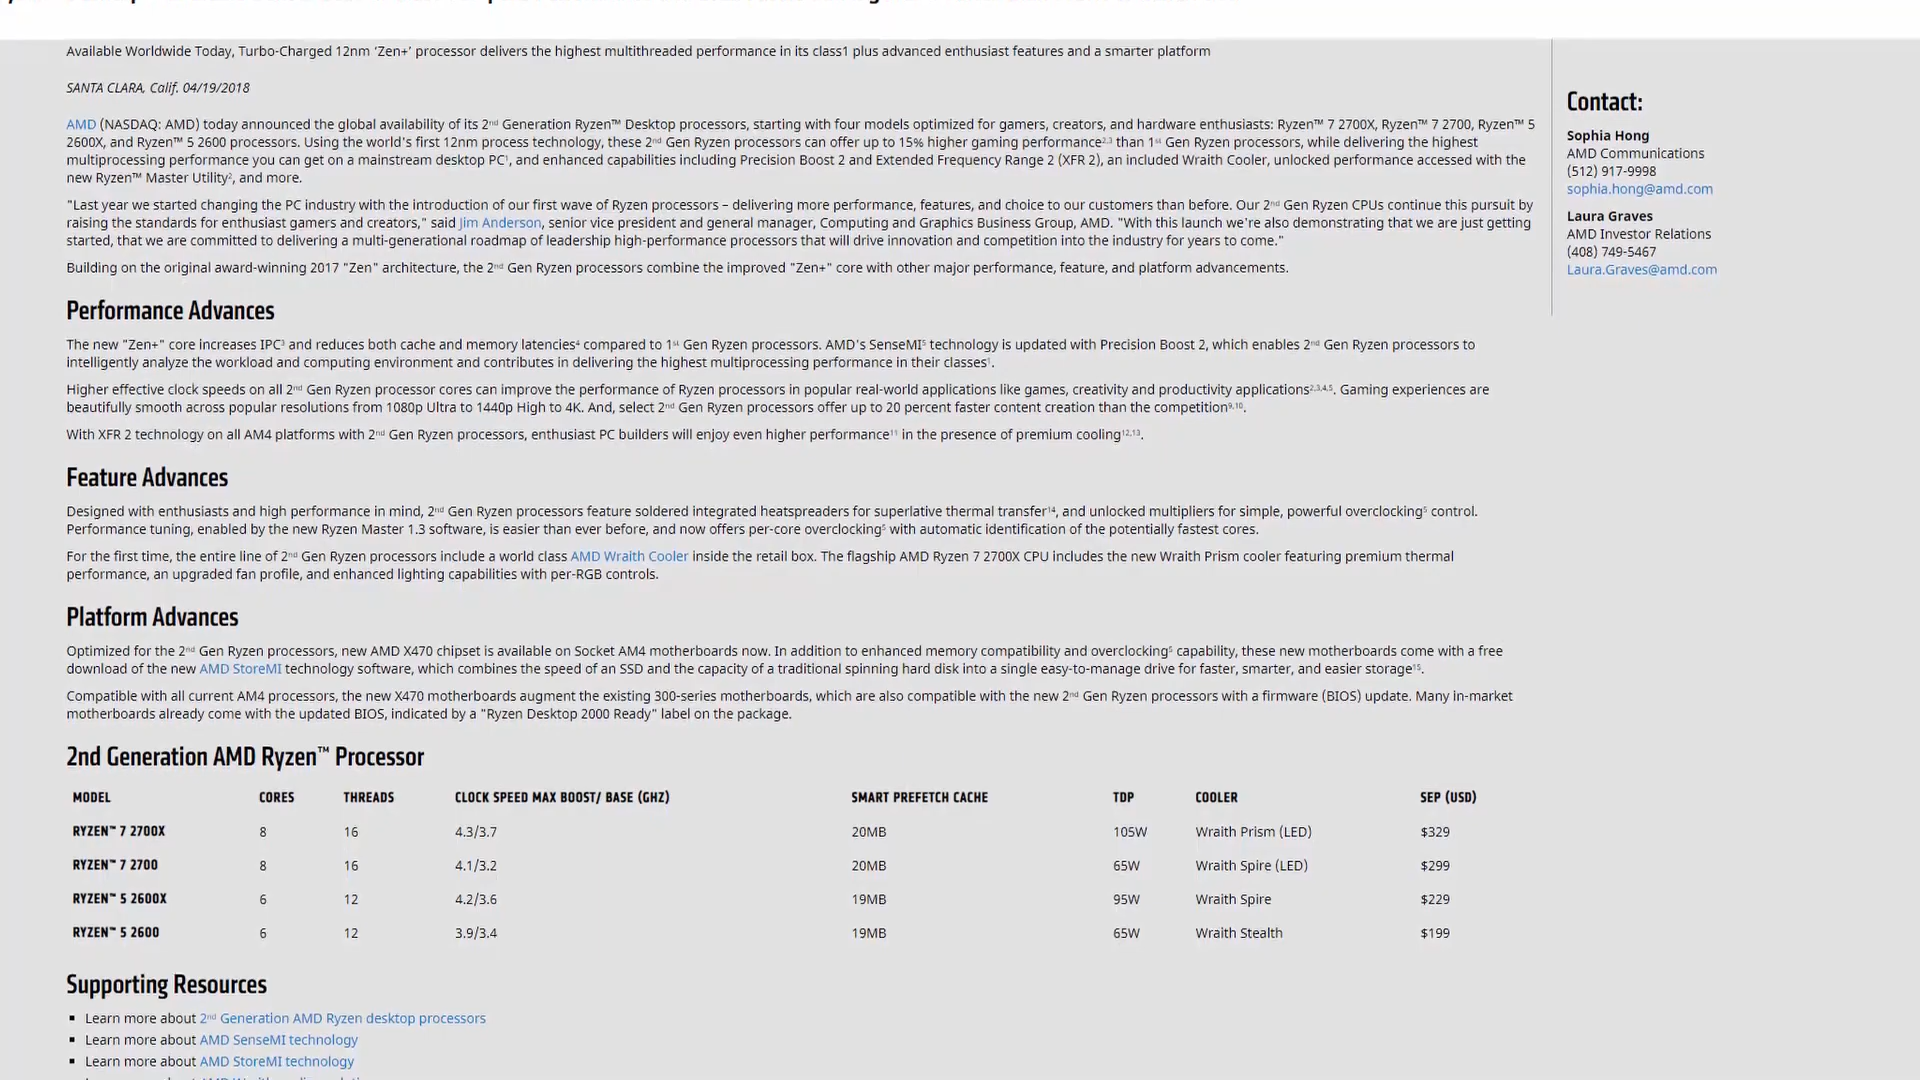 Available Worldwide Today, Turbo-Charged 12nm ‘Zen+’ processor delivers the highest multithreaded performance in its class1 plus advanced enthusiast features and a smarter platform
SANTA CLARA, Calif. 04/19/2018
AMD (NASDAQ: AMD) today announced the global availability of its 2nd Generation Ryzen™ Desktop processors, starting with four models optimized for gamers, creators, and hardware enthusiasts: Ryzen™ 7 2700X, Ryzen™ 7 2700, Ryzen™ 5
2600X, and Ryzen™ 5 2600 processors. Using the world's first 12nm process technology, these 2nd Gen Ryzen processors can offer up to 15% higher gaming performance2,3 than 1st Gen Ryzen processors, while delivering the highest
multiprocessing performance you can get on a mainstream desktop PC1, and enhanced capabilities including Precision Boost 2 and Extended Frequency Range 2 (XFR 2), an included Wraith Cooler, unlocked performance accessed with the
new Ryzen™ Master Utility2, and more.
"Last year we started changing the PC industry with the introduction of our first wave of Ryzen processors – delivering more performance, features, and choice to our customers than before. Our 2nd Gen Ryzen CPUs continue this pursuit by
raising the standards for enthusiast gamers and creators," said Jim Anderson, senior vice president and general manager, Computing and Graphics Business Group, AMD. "With this launch we're also demonstrating that we are just getting
started, that we are committed to delivering a multi-generational roadmap of leadership high-performance processors that will drive innovation and competition into the industry for years to come."
Building on the original award-winning 2017 "Zen" architecture, the 2nd Gen Ryzen processors combine the improved "Zen+" core with other major performance, feature, and platform advancements.
Performance Advances
The new "Zen+" core increases IPC3 and reduces both cache and memory latencies4 compared to 1st Gen Ryzen processors. AMD's SenseMI5 technology is updated with Precision Boost 2, which enables 2nd Gen Ryzen processors to
intelligently analyze the workload and computing environment and contributes in delivering the highest multiprocessing performance in their classes1.
Higher effective clock speeds on all 2nd Gen Ryzen processor cores can improve the performance of Ryzen processors in popular real-world applications like games, creativity and productivity applications2,3,4,5. Gaming experiences are
beautifully smooth across popular resolutions from 1080p Ultra to 1440p High to 4K. And, select 2nd Gen Ryzen processors offer up to 20 percent faster content creation than the competition9,10.
With XFR 2 technology on all AM4 platforms with 2nd Gen Ryzen processors, enthusiast PC builders will enjoy even higher performance11 in the presence of premium cooling12,13.
Feature Advances
Designed with enthusiasts and high performance in mind, 2nd Gen Ryzen processors feature soldered integrated heatspreaders for superlative thermal transfer14, and unlocked multipliers for simple, powerful overclocking5 control.
Performance tuning, enabled by the new Ryzen Master 1.3 software, is easier than ever before, and now offers per-core overclocking5 with automatic identification of the potentially fastest cores.
For the first time, the entire line of 2nd Gen Ryzen processors include a world class AMD Wraith Cooler inside the retail box. The flagship AMD Ryzen 7 2700X CPU includes the new Wraith Prism cooler featuring premium thermal
performance, an upgraded fan profile, and enhanced lighting capabilities with per-RGB controls.
Platform Advances
Optimized for the 2nd Gen Ryzen processors, new AMD X470 chipset is available on Socket AM4 motherboards now. In addition to enhanced memory compatibility and overclocking5 capability, these new motherboards come with a free
download of the new AMD StoreMI technology software, which combines the speed of an SSD and the capacity of a traditional spinning hard disk into a single easy-to-manage drive for faster, smarter, and easier storage15.
Compatible with all current AM4 processors, the new X470 motherboards augment the existing 300-series motherboards, which are also compatible with the new 2nd Gen Ryzen processors with a firmware (BIOS) update. Many in-market
motherboards already come with the updated BIOS, indicated by a "Ryzen Desktop 2000 Ready" label on the package.
2nd Generation AMD Ryzen™ Processor
MODEL CORES THREADS CLOCK SPEED MAX BOOST/ BASE (GHZ) SMART PREFETCH CACHE TDP COOLER SEP (USD)
RYZEN™ 7 2700X 8 16 4.3/3.7 20MB 105W Wraith Prism (LED) $329
RYZEN™ 7 2700 8 16 4.1/3.2 20MB 65W Wraith Spire (LED) $299
RYZEN™ 5 2600X 6 12 4.2/3.6 19MB 95W Wraith Spire $229
RYZEN™ 5 2600 6 12 3.9/3.4 19MB 65W Wraith Stealth $199
Supporting Resources
Learn more about 2nd Generation AMD Ryzen desktop processors
Learn more about AMD SenseMI technology
Learn more about AMD StoreMI technology
Contact:
Sophia Hong
AMD Communications
(512) 917-9998
sophia.hong@amd.com
Laura Graves
AMD Investor Relations
(408) 749-5467
Laura.Graves@amd.com